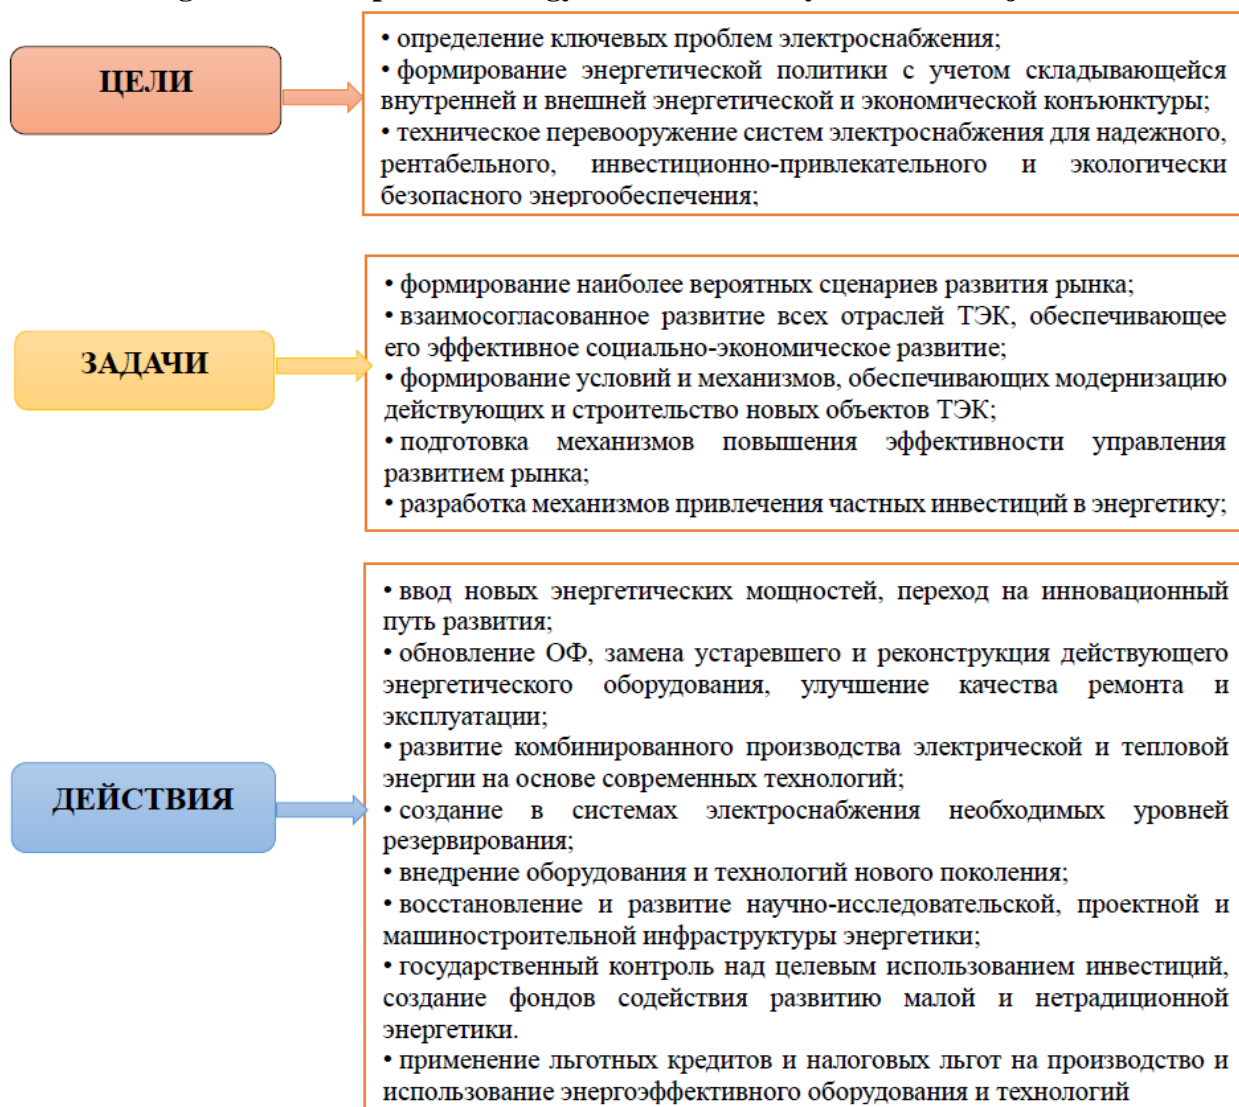 ЦЕЛИ
• определение ключевых проблем электроснабжения;
• формирование энергетической политики с учетом складывающейся
внутренней и внешней энергетической и экономической конъюнктуры;
• техническое перевооружение систем электроснабжения для надежного,
рентабельного, инвестиционно-привлекательного и экологически
безопасного энергообеспечения;
ЗАДАЧИ
• формирование наиболее вероятных сценариев развития рынка;
• взаимосогласованное развитие всех отраслей ТЭК, обеспечивающее
его эффективное социально-экономическое развитие;
• формирование условий и механизмов, обеспечивающих модернизацию
действующих и строительство новых объектов ТЭК;
• подготовка механизмов повышения эффективности управления
развитием рынка;
• разработка механизмов привлечения частных инвестиций в энергетику;
ДЕЙСТВИЯ
• ввод новых энергетических мощностей, переход на инновационный
путь развития;
• обновление ОФ, замена устаревшего и реконструкция действующего
энергетического оборудования, улучшение качества ремонта и
эксплуатации;
• развитие комбинированного производства электрической и тепловой
энергии на основе современных технологий;
• создание в системах электроснабжения необходимых уровней
резервирования;
• внедрение оборудования и технологий нового поколения;
• восстановление и развитие научно-исследовательской, проектной и
машиностроительной инфраструктуры энергетики;
• государственный контроль над целевым использованием инвестиций,
создание фондов содействия развитию малой и нетрадиционной
энергетики.
• применение льготных кредитов и налоговых льгот на производство и
использование энергоэффективного оборудования и технологий